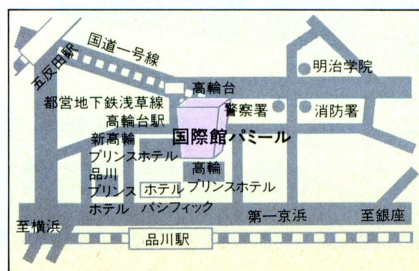 五反田駅
国道一号線
明治学院
高輪台
都営地下鉄浅草線
高輪台駅
警察署
消防署
国際館パミール
新高輪
プリンスホテル
高輪
プリンスホテル
品川
プリンス
ホテル
ホテル
パシフィック
第一京浜
至横浜
至銀座
品川駅